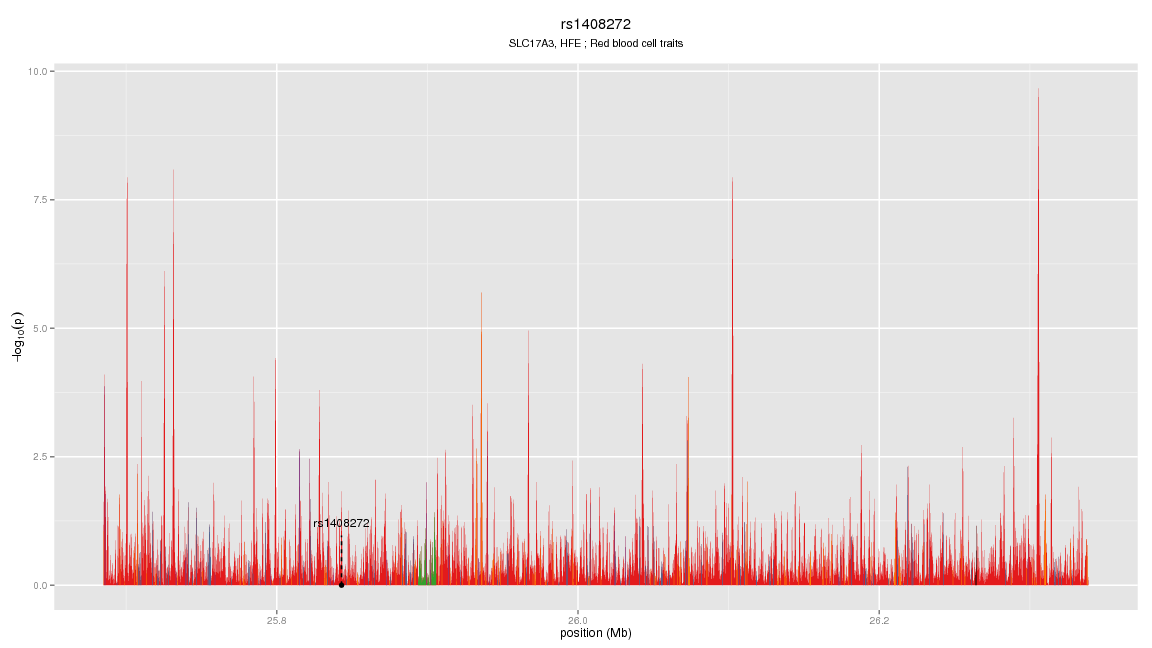 rs1408272
SLC17A3, HFE ; Red blood cell traits
10.0
7.5
5.0
2.5
0.0
−log10(p)
rs1408272
25.8
26.0
26.2
position (Mb)